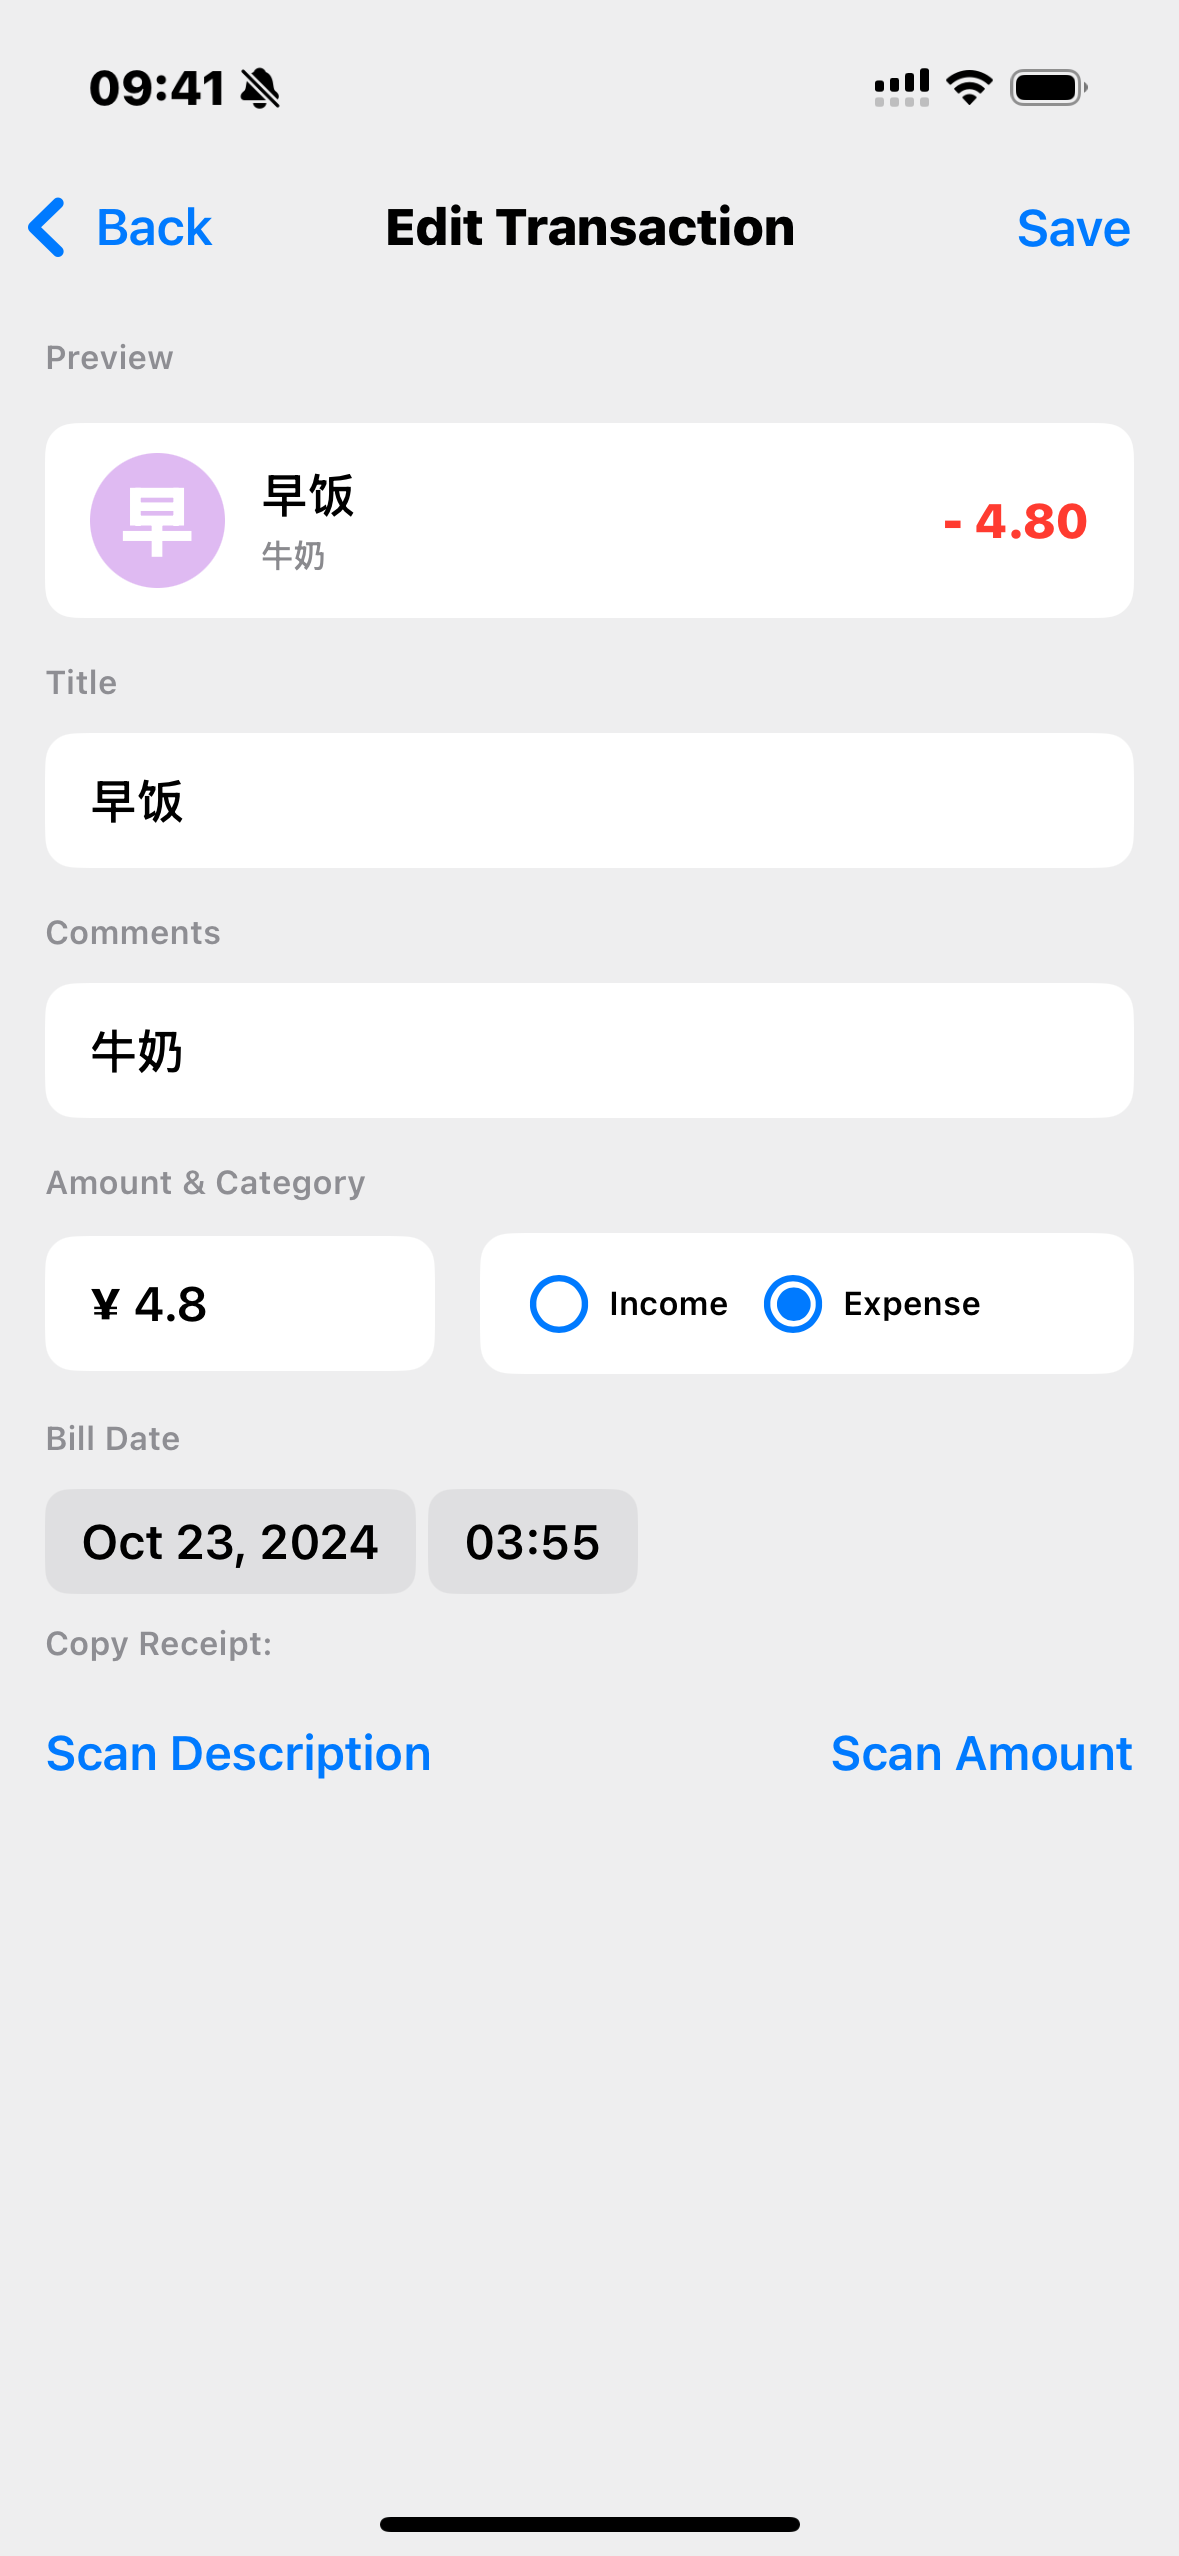 09:41
Back
Edit Transaction
Save
Preview
早
早饭
牛奶
- 4.80
Title
早饭
Comments
牛奶
Amount & Category
¥ 4.8
Income
Expense
Bill Date
Oct 23, 2024
03:55
Copy Receipt:
Scan Description
Scan Amount